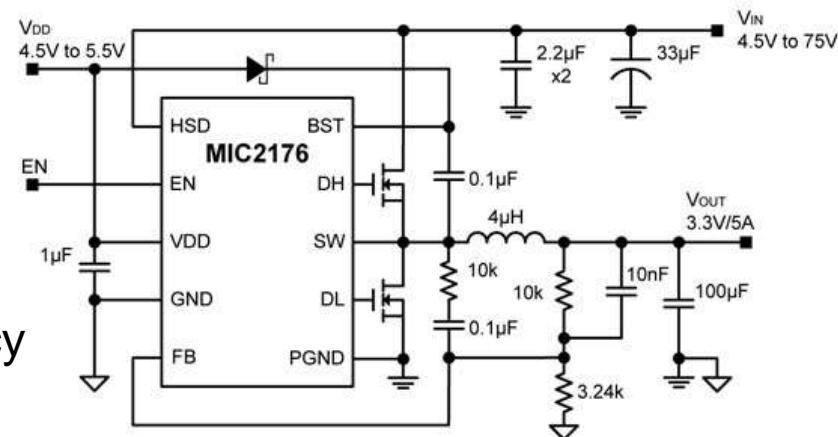 VDD
4.5V to 5.5V
VIN
4.5V to 75V
2.2µF
x2
33µF
HSD
BST
MIC2176
EN
EN
DH
0.1µF
VOUT
3.3V/5A
4µH
VDD
SW
1µF
10k
10k
10nF
100µF
GND
DL
0.1µF
cy
FB
PGND
3.24k